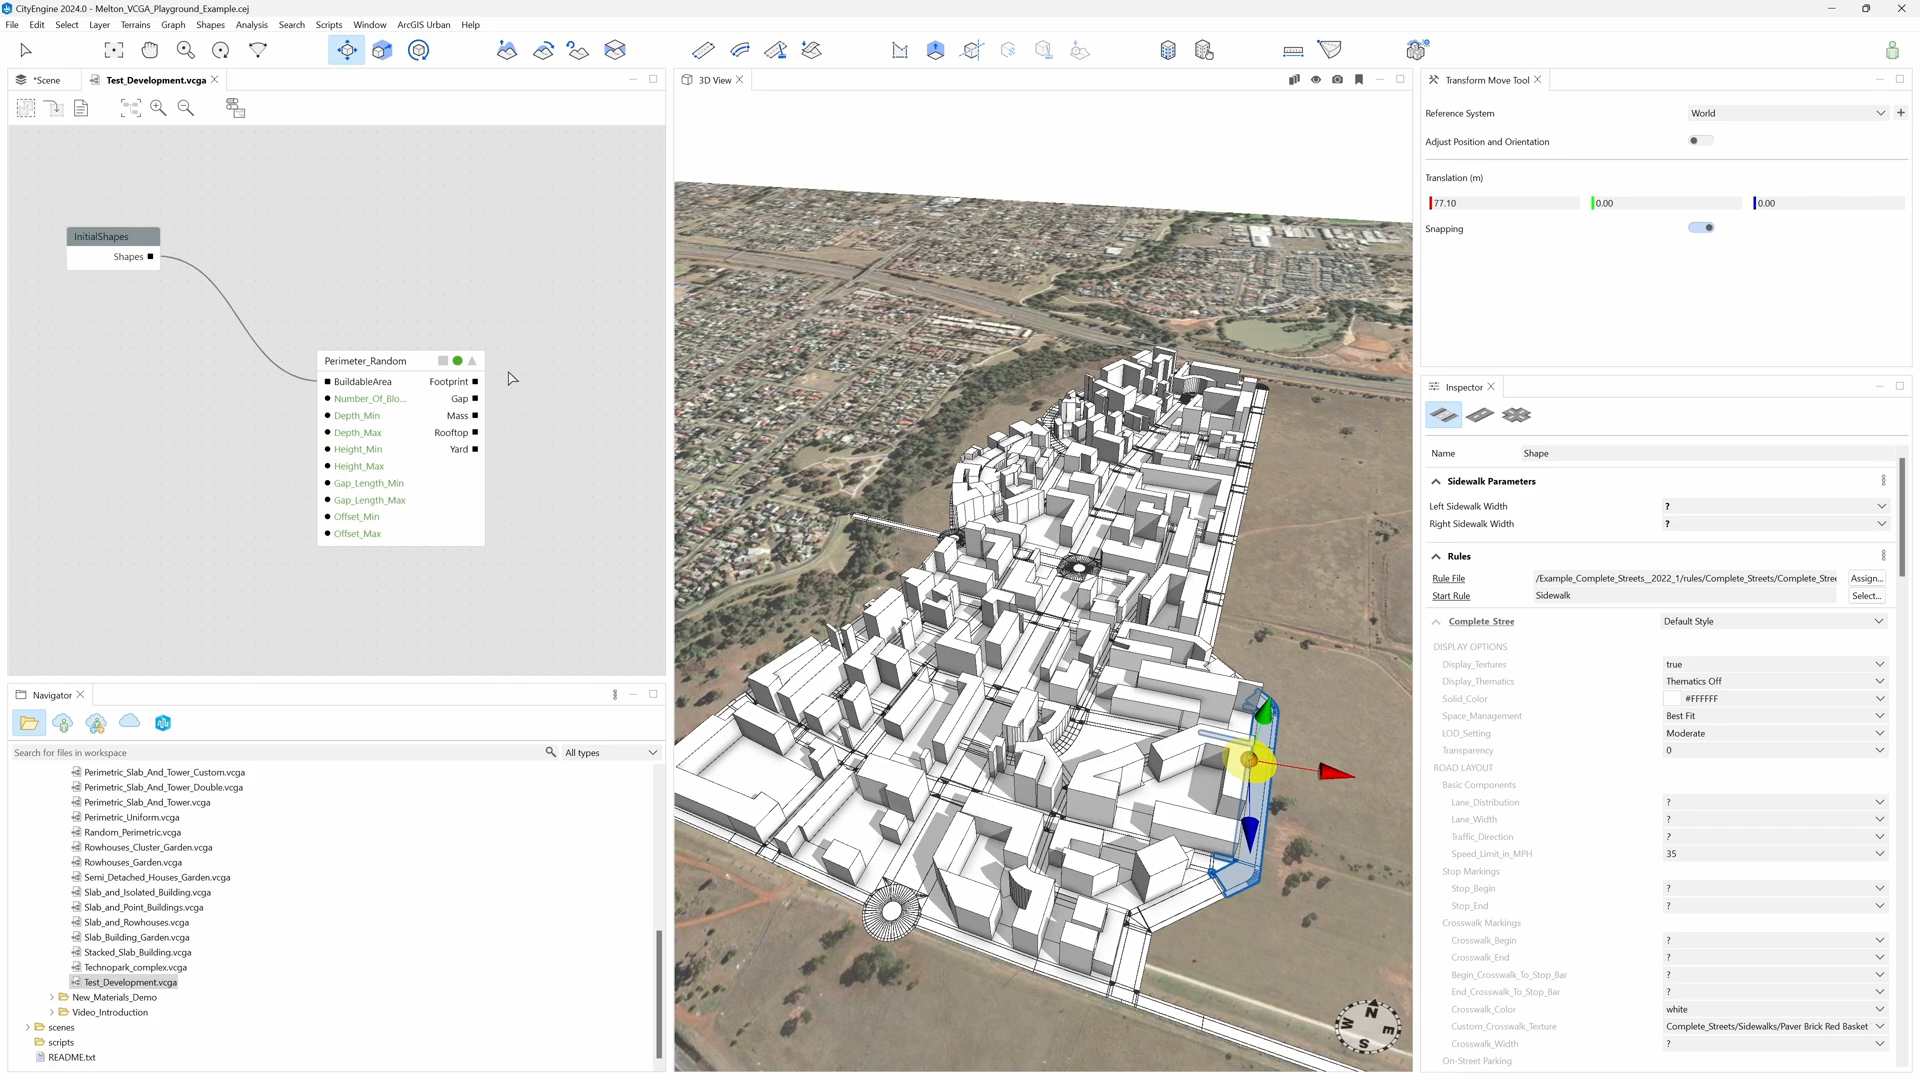 CityEngine 2024.0 - Melton_VCGA_Playground_Example.cej
File Edit Select Layer Terrains Graph Shapes Analysis Search Scripts Window ArcGIS Urban Help
*Scene
Test_Development.vcga
InitialShapes
Shapes
Perimeter_Random
BuildableArea Footprint
Number_Of_Blo... Gap
Depth_Min Mass
Depth_Max Rooftop
Height_Min Yard
Height_Max
Gap_Length_Min
Gap_Length_Max
Offset_Min
Offset_Max
Navigator
Search for files in workspace
All types
Perimetric_Slab_And_Tower_Custom.vcga
Perimetric_Slab_And_Tower_Double.vcga
Perimetric_Slab_And_Tower.vcga
Perimetric_Uniform.vcga
Random_Perimetric.vcga
Rowhouses_Cluster_Garden.vcga
Rowhouses_Garden.vcga
Semi_Detached_Houses_Garden.vcga
Slab_and_Isolated_Building.vcga
Slab_and_Point_Buildings.vcga
Slab_and_Rowhouses.vcga
Slab_Building_Garden.vcga
Stacked_Slab_Building.vcga
Technopark_complex.vcga
Test_Development.vcga
New_Materials_Demo
Video_Introduction
scenes
scripts
README.txt
3D View
N
E
S
W
Transform Move Tool
Reference System World
Adjust Position and Orientation
Translation (m)
77.10 0.00 0.00
Snapping
Inspector
Name Shape
Sidewalk Parameters
Left Sidewalk Width ?
Right Sidewalk Width ?
Rules
Rule File /Example_Complete_Streets__2022_1/rules/Complete_Streets/Complete_Stree Assign...
Start Rule Sidewalk Select...
Complete Stree Default Style
DISPLAY OPTIONS
Display_Textures true
Display_Thematics Thematics Off
Solid_Color #FFFFFF
Space_Management Best Fit
LOD_Setting Moderate
Transparency 0
ROAD LAYOUT
Basic Components
Lane_Distribution ?
Lane_Width ?
Traffic_Direction ?
Speed_Limit_in_MPH 35
Stop Markings
Stop_Begin ?
Stop_End ?
Crosswalk Markings
Crosswalk_Begin ?
Crosswalk_End ?
Begin_Crosswalk_To_Stop_Bar ?
End_Crosswalk_To_Stop_Bar ?
Crosswalk_Color white
Custom_Crosswalk_Texture Complete_Streets/Sidewalks/Paver Brick Red Basket
Crosswalk_Width ?
On-Street Parking